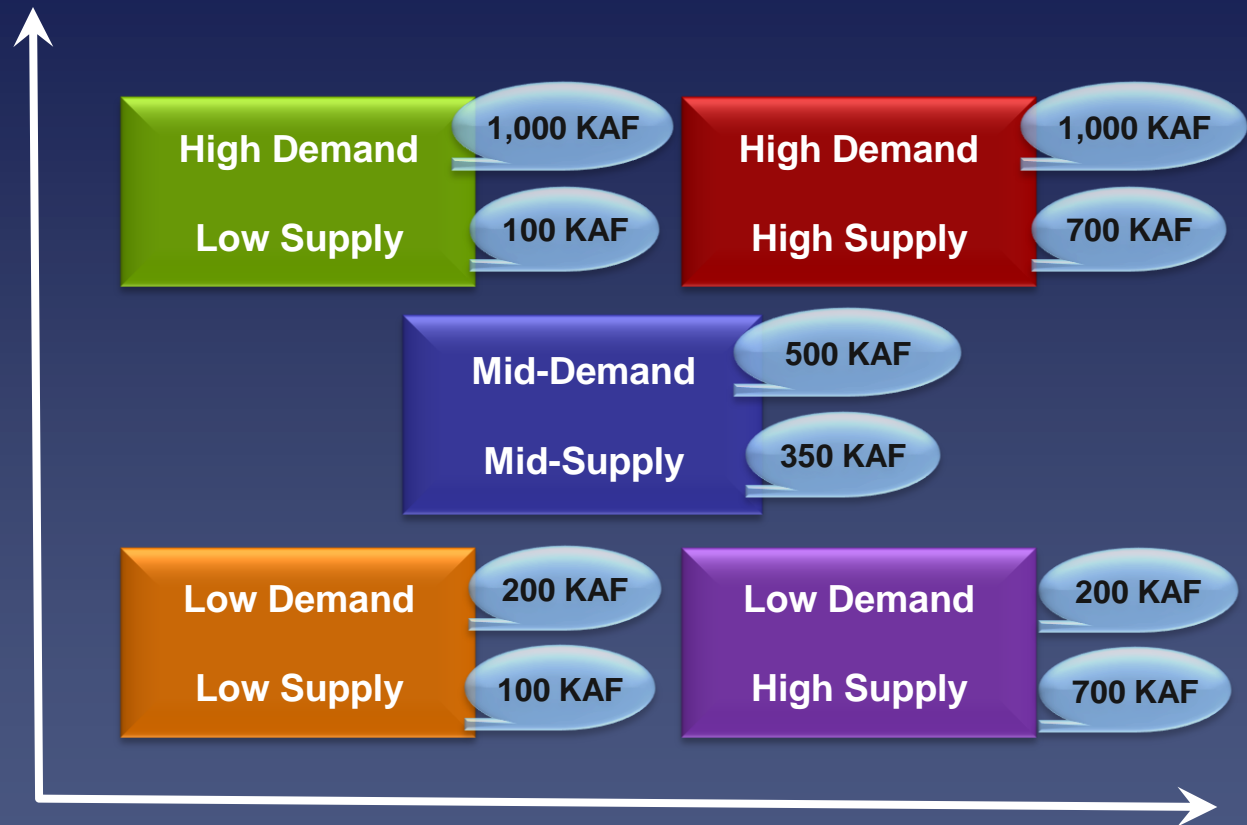 High Demand
1,000 KAF
Low Supply
100 KAF
High Demand
1,000 KAF
High Supply
700 KAF
Mid-Demand
500 KAF
Mid-Supply
350 KAF
Low Demand
200 KAF
Low Supply
100 KAF
Low Demand
200 KAF
High Supply
700 KAF